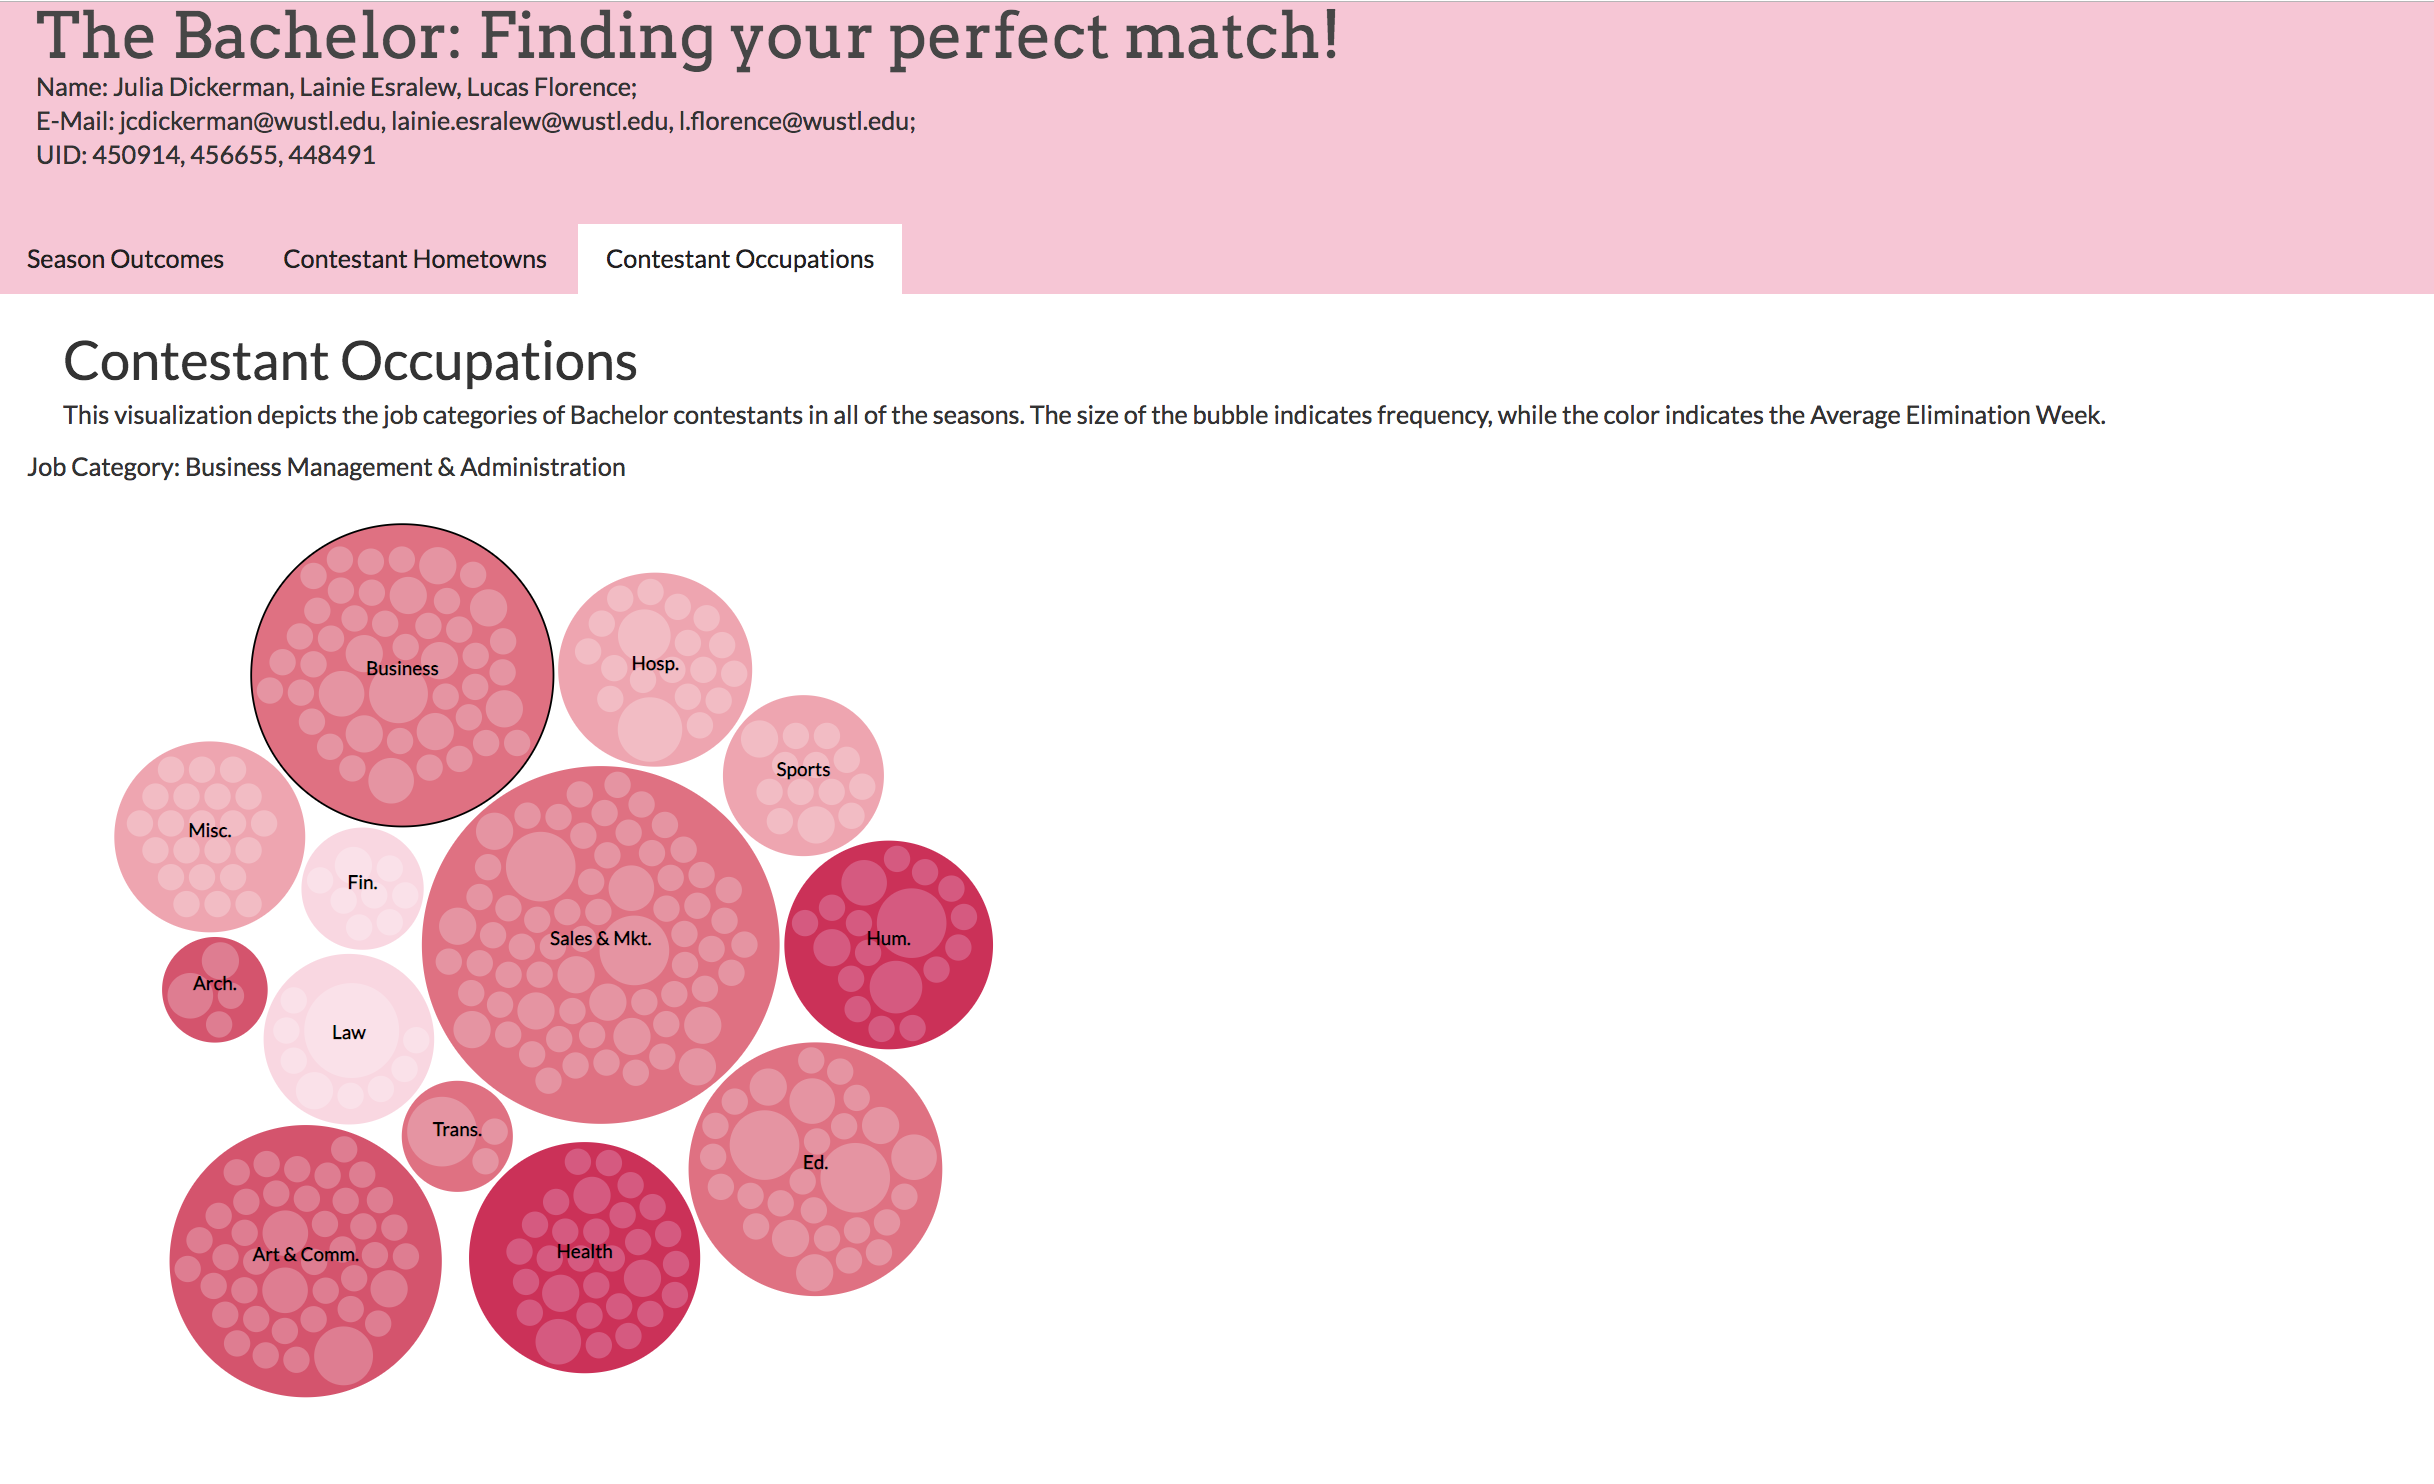 The Bachelor: Finding your perfect match!
Name: Julia Dickerman, Lainie Esralew, Lucas Florence;
E-Mail: jcdickerman@wustl.edu, lainie.esralew@wustl.edu, l.florence@wustl.edu;
UID: 450914, 456655, 448491
Season Outcomes
Contestant Hometowns
Contestant Occupations
Contestant Occupations
This visualization depicts the job categories of Bachelor contestants in all of the seasons. The size of the bubble indicates frequency, while the color indicates the Average Elimination Week.
Job Category: Business Management & Administration
Business
Hosp.
Sports
Misc.
Fin.
Sales & Mkt.
Hum.
Arch.
Law
Trans.
Ed.
Art & Comm.
Health